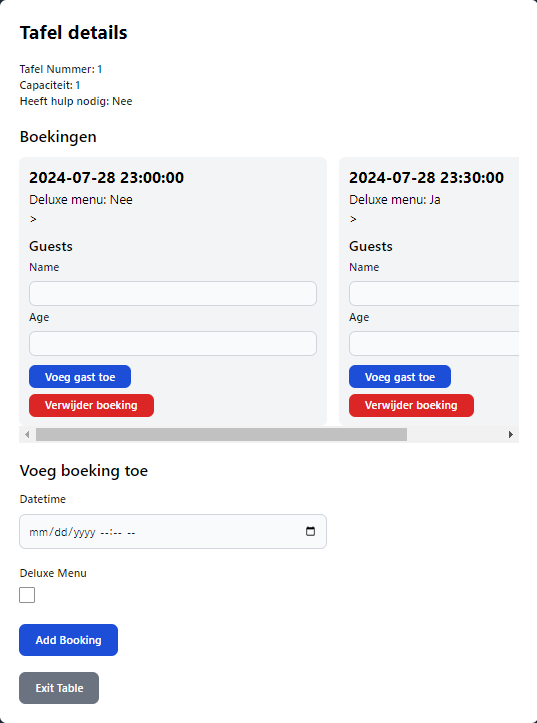 Tafel details
Tafel Nummer: 1
Capaciteit: 1
Heeft hulp nodig: Nee
Boekingen
2024-07-28 23:00:00
Deluxe menu: Nee
>
Guests
Name
Age
Voeg gast toe
Verwijder boeking
2024-07-28 23:30:00
Deluxe menu: Ja
>
Guests
Name
Age
Voeg gast toe
Verwijder boeking
Voeg boeking toe
Datetime
mm/dd/yyyy --:-- --
Deluxe Menu
Add Booking
Exit Table